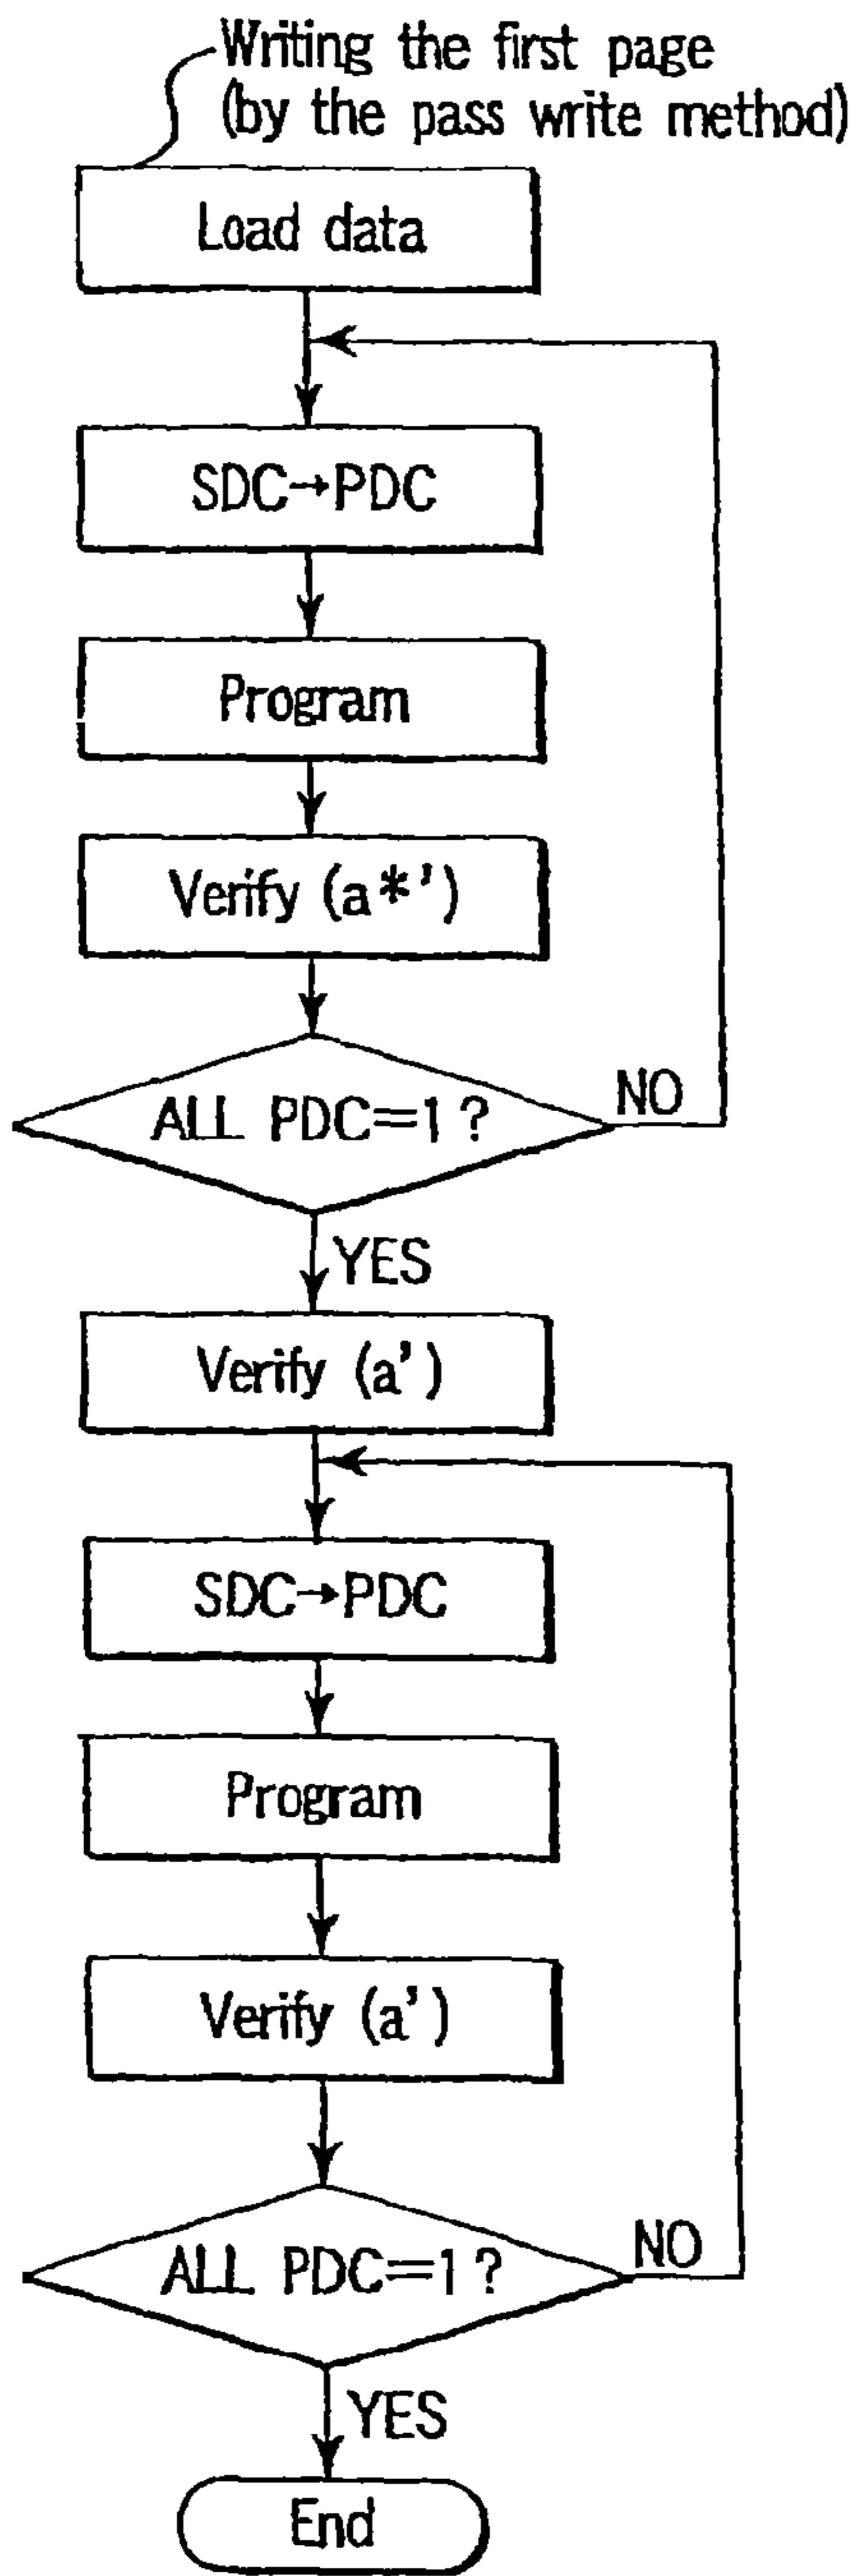 Writing the first page
(by the pass write method)
Load data
SDC→PDC
Program
Verify (a*')
ALL PDC=1?
NO
YES
Verify (a')
SDC→PDC
Program
Verify (a')
ALL PDC=1?
NO
YES
End